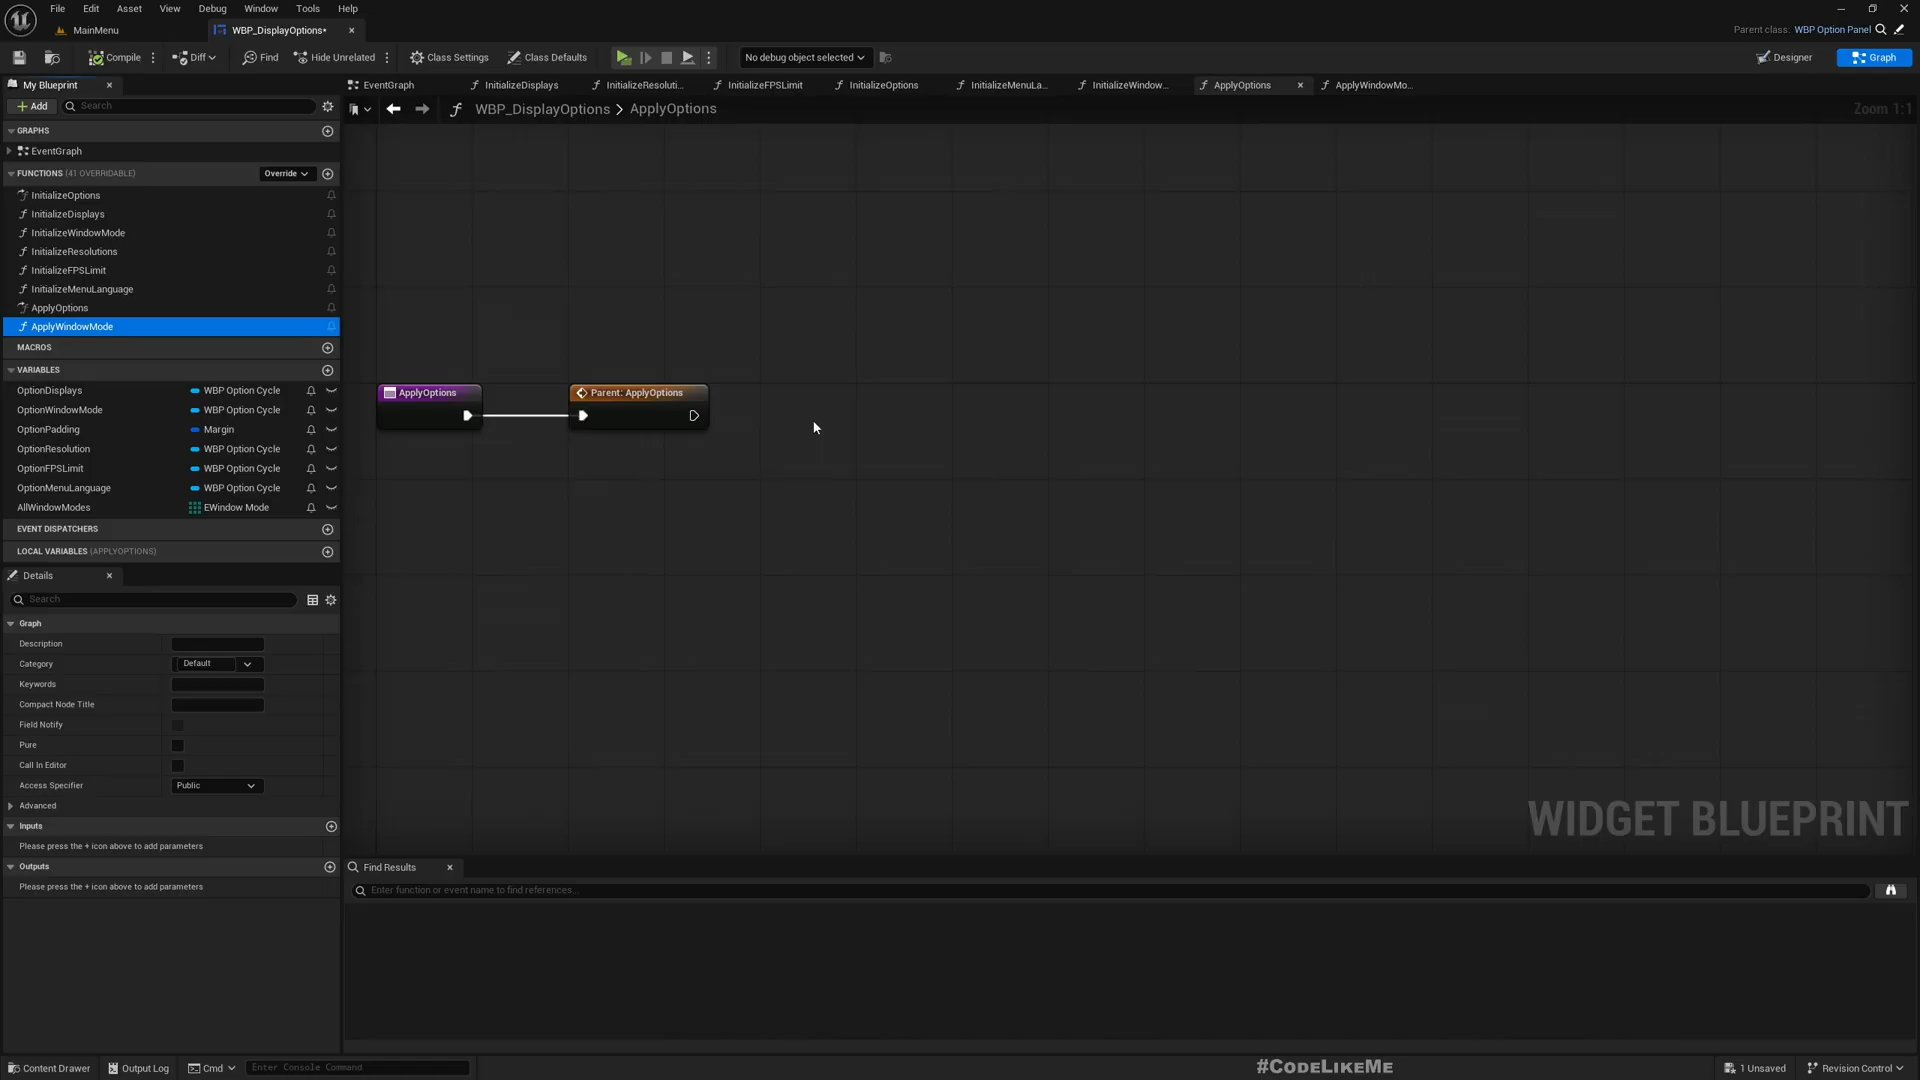 File Edit Asset View Debug Window Tools Help
MainMenu
WBP_DisplayOptions*
Parent class: WBP Option Panel
Compile
Diff
Find
Hide Unrelated
Class Settings
Class Defaults
No debug object selected
Designer
Graph
My Blueprint
EventGraph
InitializeDisplays
InitializeResoluti...
InitializeFPSLimit
InitializeOptions
InitializeMenuLa...
InitializeWindow...
ApplyOptions
ApplyWindowMo...
Add
Search
WBP_DisplayOptions > ApplyOptions
Zoom 1:1
GRAPHS
EventGraph
FUNCTIONS (41 OVERRIDABLE)
Override
InitializeOptions
InitializeDisplays
InitializeWindowMode
InitializeResolutions
InitializeFPSLimit
InitializeMenuLanguage
ApplyOptions
ApplyWindowMode
MACROS
VARIABLES
OptionDisplays WBP Option Cycle
OptionWindowMode WBP Option Cycle
OptionPadding Margin
OptionResolution WBP Option Cycle
OptionFPSLimit WBP Option Cycle
OptionMenuLanguage WBP Option Cycle
AllWindowModes EWindow Mode
EVENT DISPATCHERS
LOCAL VARIABLES (APPLYOPTIONS)
ApplyOptions
Parent: ApplyOptions
Details
Search
Graph
Description
Category Default
Keywords
Compact Node Title
Field Notify
Pure
Call In Editor
Access Specifier Public
Advanced
Inputs
Please press the + icon above to add parameters
Outputs
Please press the + icon above to add parameters
WIDGET BLUEPRINT
Find Results
Enter function or event name to find references...
Content Drawer
Output Log
Cmd
Enter Console Command
#CODELIKEME
1 Unsaved
Revision Control